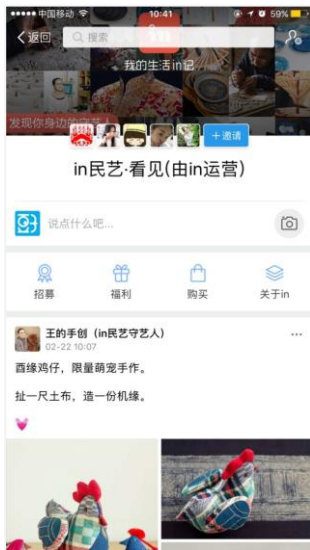 中国移动
10:41
59%
返回
搜索
我的生活in记
发现你身边的守艺人
+邀请
in民艺·看见(由in运营)
说点什么吧...
招募
福利
购买
关于in
王的手创（in民艺守艺人）
02-22 10:07
酉缘鸡仔，限量萌宠手作。
扯一尺土布，造一份机缘。